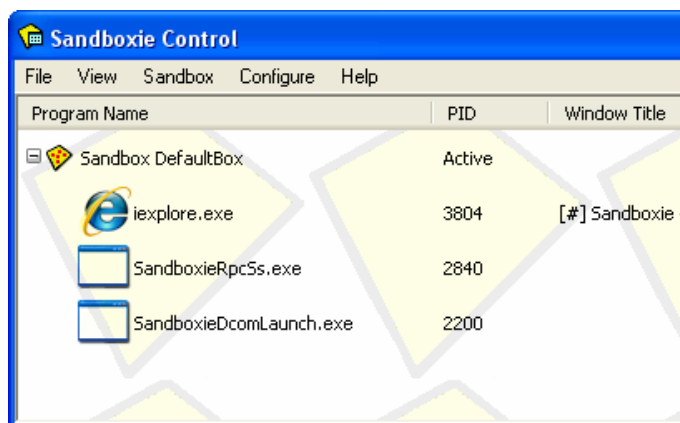 Sandboxie Control
File View Sandbox Configure Help
Program Name PID Window Title
Sandbox DefaultBox Active
iexplore.exe 3804 [#] Sandboxie
SandboxieRpcSs.exe 2840
SandboxieDcomLaunch.exe 2200